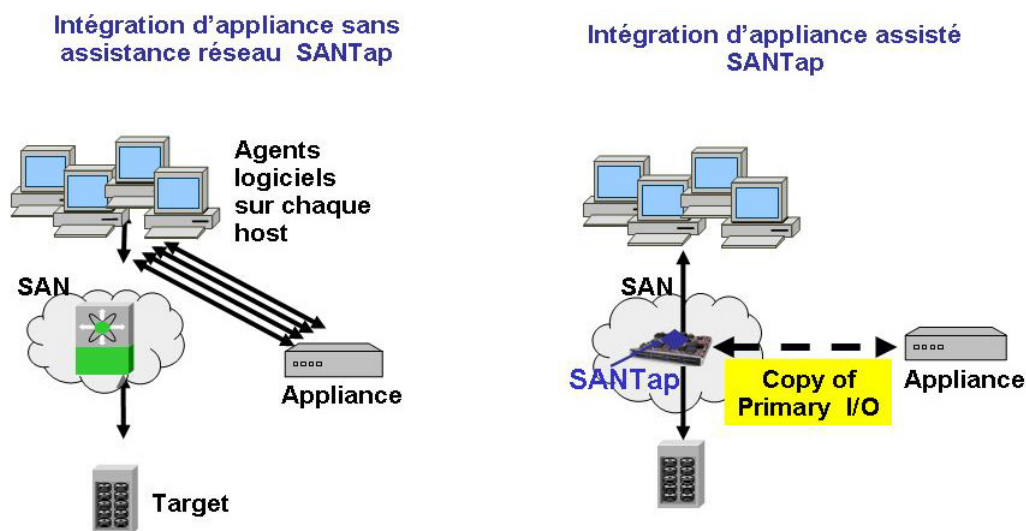 Intégration d'appliance sans
assistance réseau SANTap
Agents
logiciels
sur chaque
host
SAN
Appliance
Target
Intégration d'appliance assisté
SANTap
SAN
SANTap
Copy of
Primary I/O
Appliance